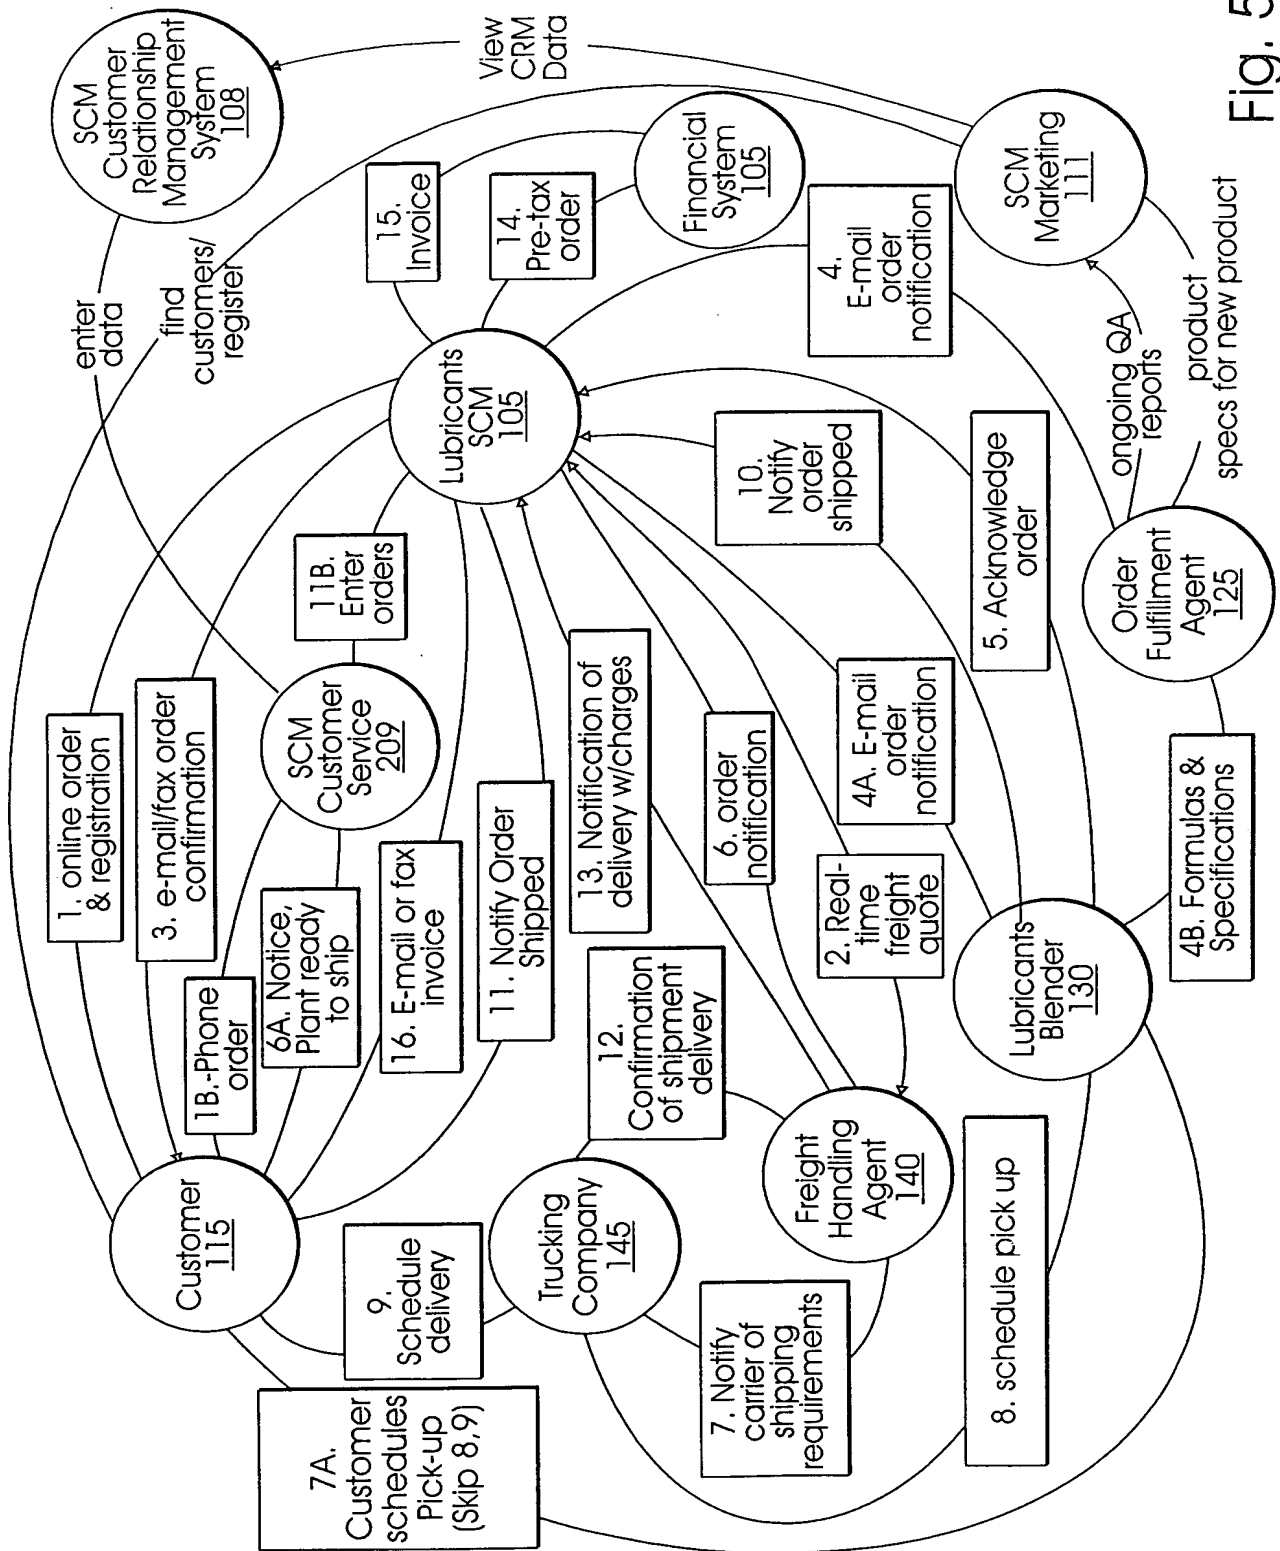 SCM
Customer
Relationship
Management
System
108
View
CRM
Data
enter
data
find
customers/
register
15.
Invoice
14.
Pre-tax
order
Financial
System
105
SCM
Marketing
111
Lubricants
SCM
105
4.
E-mail
order
notification
ongoing QA
reports
product
specs for new product
11B.
Enter
orders
10.
Notify
order
shipped
5. Acknowledge
order
Order
Fulfillment
Agent
125
1. online order
& registration
3. e-mail/fax order
confirmation
SCM
Customer
Service
209
13. Notification of
delivery w/charges
6. order
notification
4A. E-mail
order
notification
4B. Formulas &
Specifications
1B.-Phone
order
6A. Notice,
Plant ready
to ship
16. E-mail or fax
invoice
11. Notify Order
Shipped
12.
Confirmation
of shipment
delivery
2. Real-
time
freight
quote
Lubricants
Blender
130
Customer
115
Trucking
Company
145
Freight
Handling
Agent
140
9.
Schedule
delivery
7. Notify
carrier of
shipping
requirements
8. schedule pick up
7A.
Customer
schedules
Pick-up
(Skip 8,9)
Fig. 5